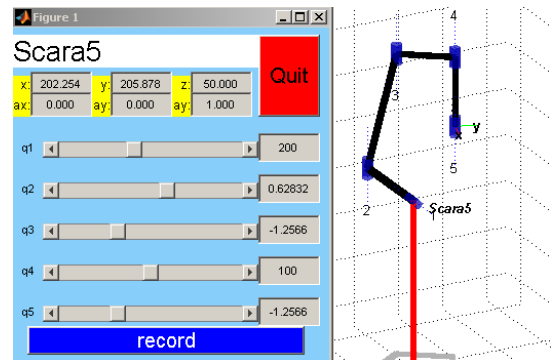 Figure 1
Scara5
Quit
x: 202.254 y: 205.878 z: 50.000
ax: 0.000 ay: 0.000 ay: 1.000
q1 200
q2 0.62832
q3 -1.2566
q4 100
q5 -1.2566
record
4
3
x y
5
2
1 Scara5